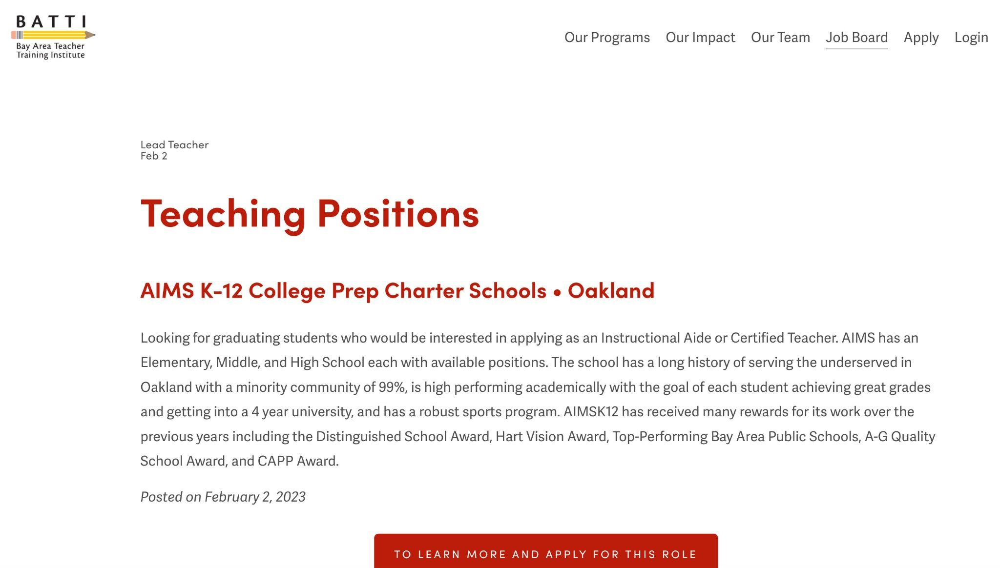 BATTI
Bay Area Teacher
Training Institute
Our Programs
Our Impact
Our Team
Job Board
Apply
Login
Lead Teacher
Feb 2
Teaching Positions
AIMS K-12 College Prep Charter Schools • Oakland
Looking for graduating students who would be interested in applying as an Instructional Aide or Certified Teacher. AIMS has an
Elementary, Middle, and High School each with available positions. The school has a long history of serving the underserved in
Oakland with a minority community of 99%, is high performing academically with the goal of each student achieving great grades
and getting into a 4 year university, and has a robust sports program. AIMSK12 has received many rewards for its work over the
previous years including the Distinguished School Award, Hart Vision Award, Top-Performing Bay Area Public Schools, A-G Quality
School Award, and CAPP Award.
Posted on February 2, 2023
TO LEARN MORE AND APPLY FOR THIS ROLE